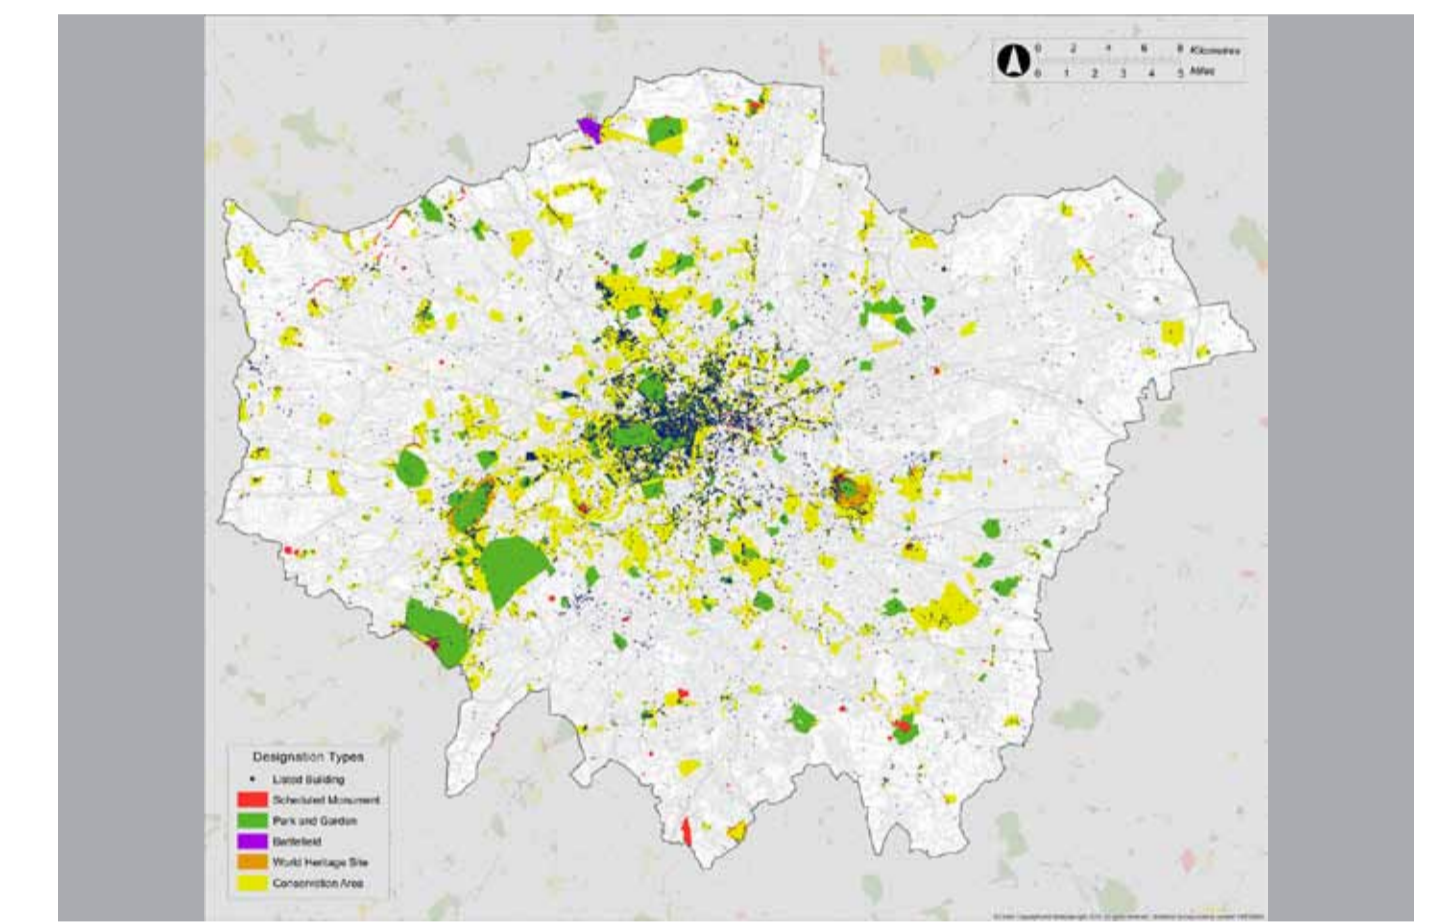 0 2 4 6 8 Kilometres
0 1 2 3 4 5 Miles
Designation Types
Listed Building
Scheduled Monument
Park and Garden
Battlefield
World Heritage Site
Conservation Area